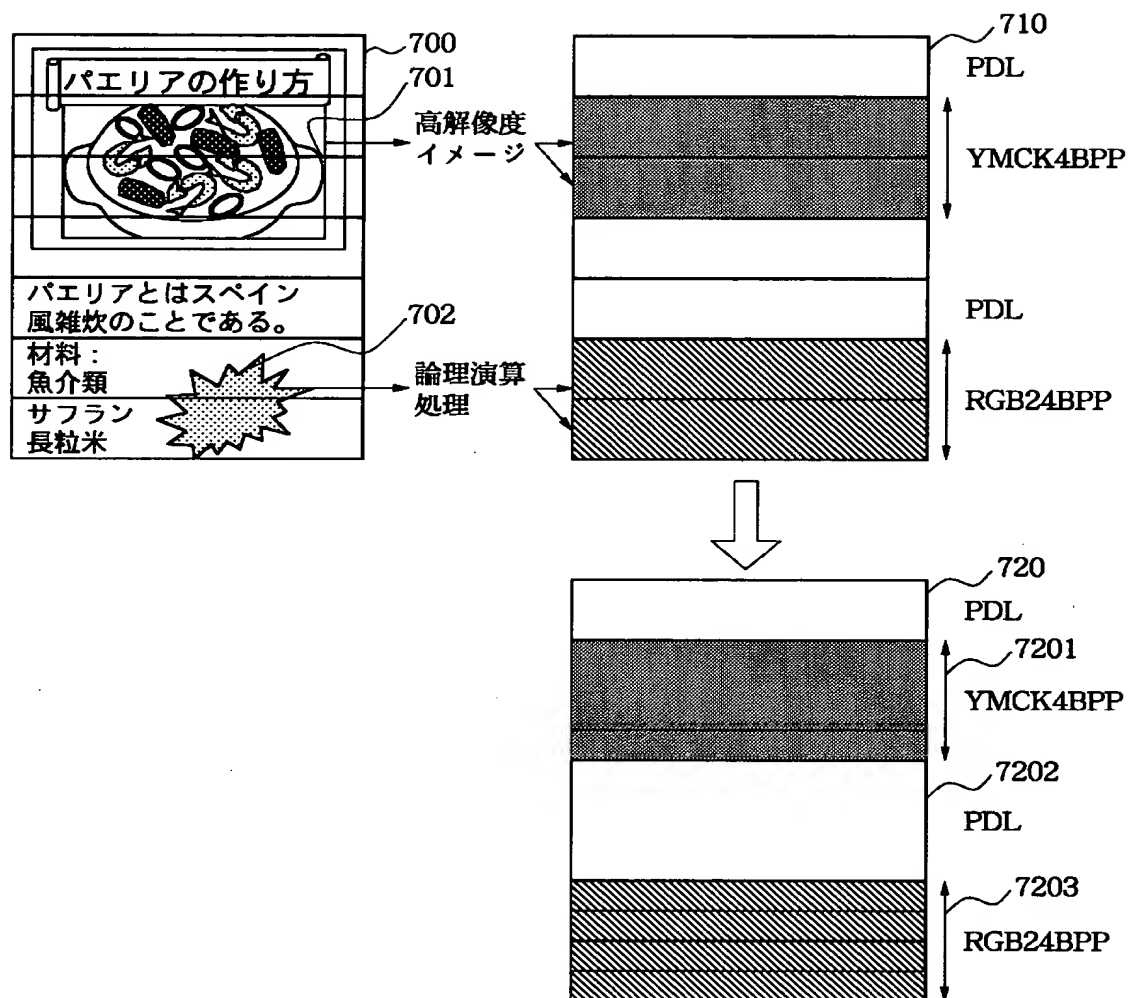 700
パエリアの作り方
701
高解像度
イメージ
パエリアとはスペイン
風雑炊のことである。
702
材料：
魚介類
サフラン
長粒米
論理演算
処理
710
PDL
YMCK4BPP
PDL
RGB24BPP
720
PDL
7201
YMCK4BPP
7202
PDL
7203
RGB24BPP